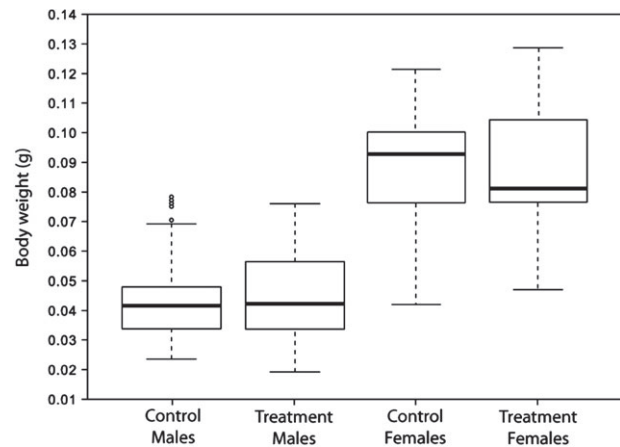 0.14
0.13
0.12
0.11
0.10
0.09
0.08
0.07
0.06
0.05
0.04
0.03
0.02
0.01
Body weight (g)
Control Males
Treatment Males
Control Females
Treatment Females